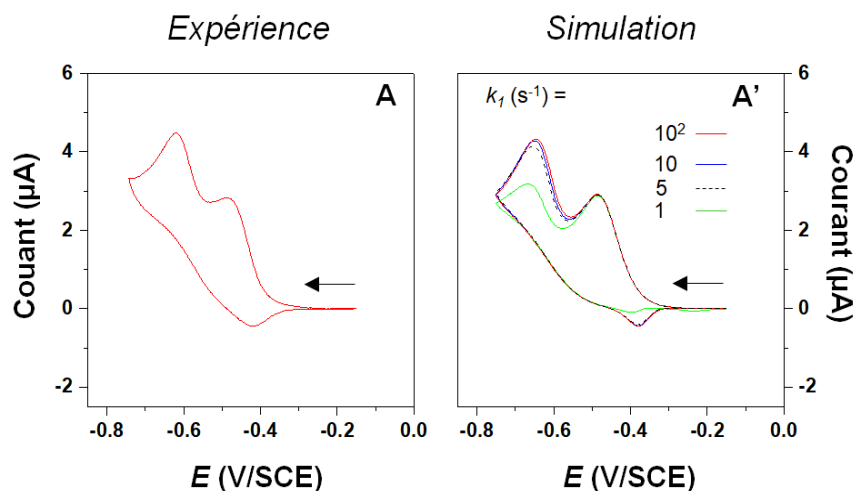 Expérience
Simulation
A
A'
k1 (s-1) =
10²
10
5
1
6
4
2
0
-2
6
4
2
0
-2
Couant (µA)
Courant (µA)
-0.8 -0.6 -0.4 -0.2 0.0
-0.8 -0.6 -0.4 -0.2 0.0
E (V/SCE)
E (V/SCE)